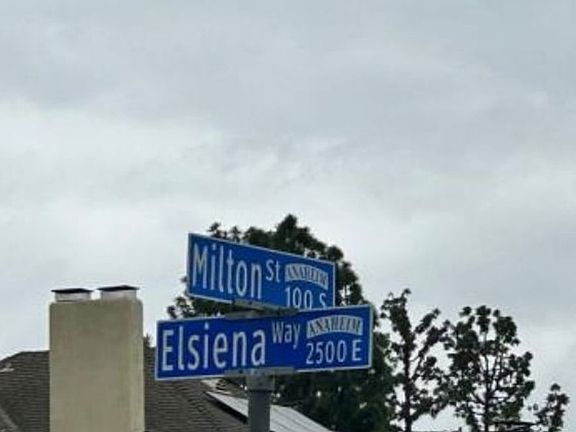 Milton St ANAHEIM
100 S
Elsiena Way ANAHEIM
2500 E